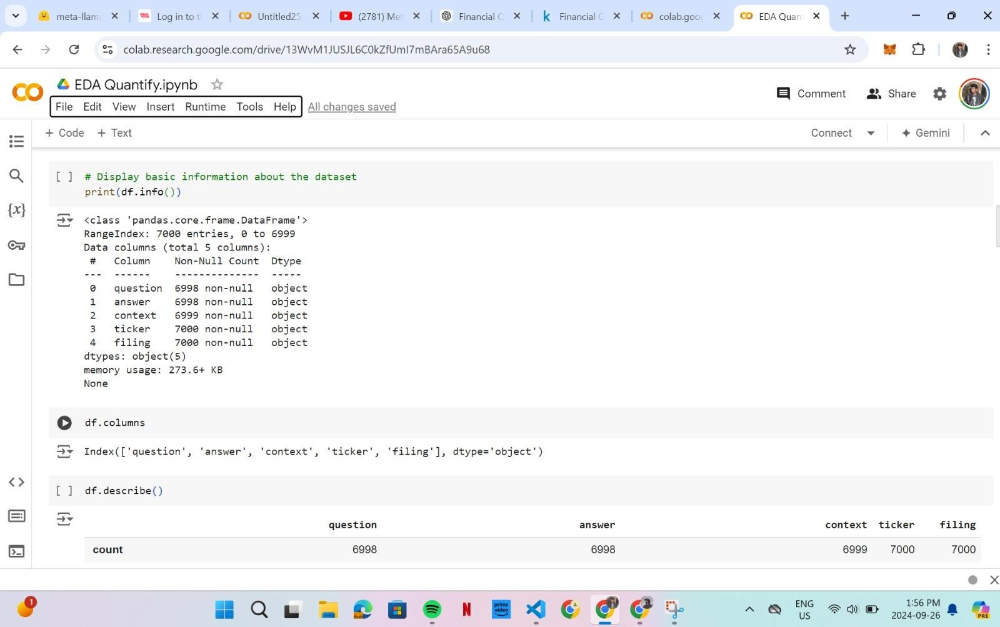 meta-llam
Log in to t
Untitled25
(2781) Met
Financial Q
Financial Q
colab.goog
EDA Quan
colab.research.google.com/drive/13WvM1JUSJL6C0kZfUmI7mBAra65A9u68
EDA Quantify.ipynb
Comment
Share
File Edit View Insert Runtime Tools Help All changes saved
+ Code + Text
Connect
Gemini
[ ] # Display basic information about the dataset
print(df.info())
<class 'pandas.core.frame.DataFrame'>
RangeIndex: 7000 entries, 0 to 6999
Data columns (total 5 columns):
# Column Non-Null Count Dtype
--- ------ -------------- -----
0 question 6998 non-null object
1 answer 6998 non-null object
2 context 6999 non-null object
3 ticker 7000 non-null object
4 filing 7000 non-null object
dtypes: object(5)
memory usage: 273.6+ KB
None
df.columns
Index(['question', 'answer', 'context', 'ticker', 'filing'], dtype='object')
[ ] df.describe()
question answer context ticker filing
count 6998 6998 6999 7000 7000
1
prime video
ENG
US
1:56 PM
2024-09-26
PRE